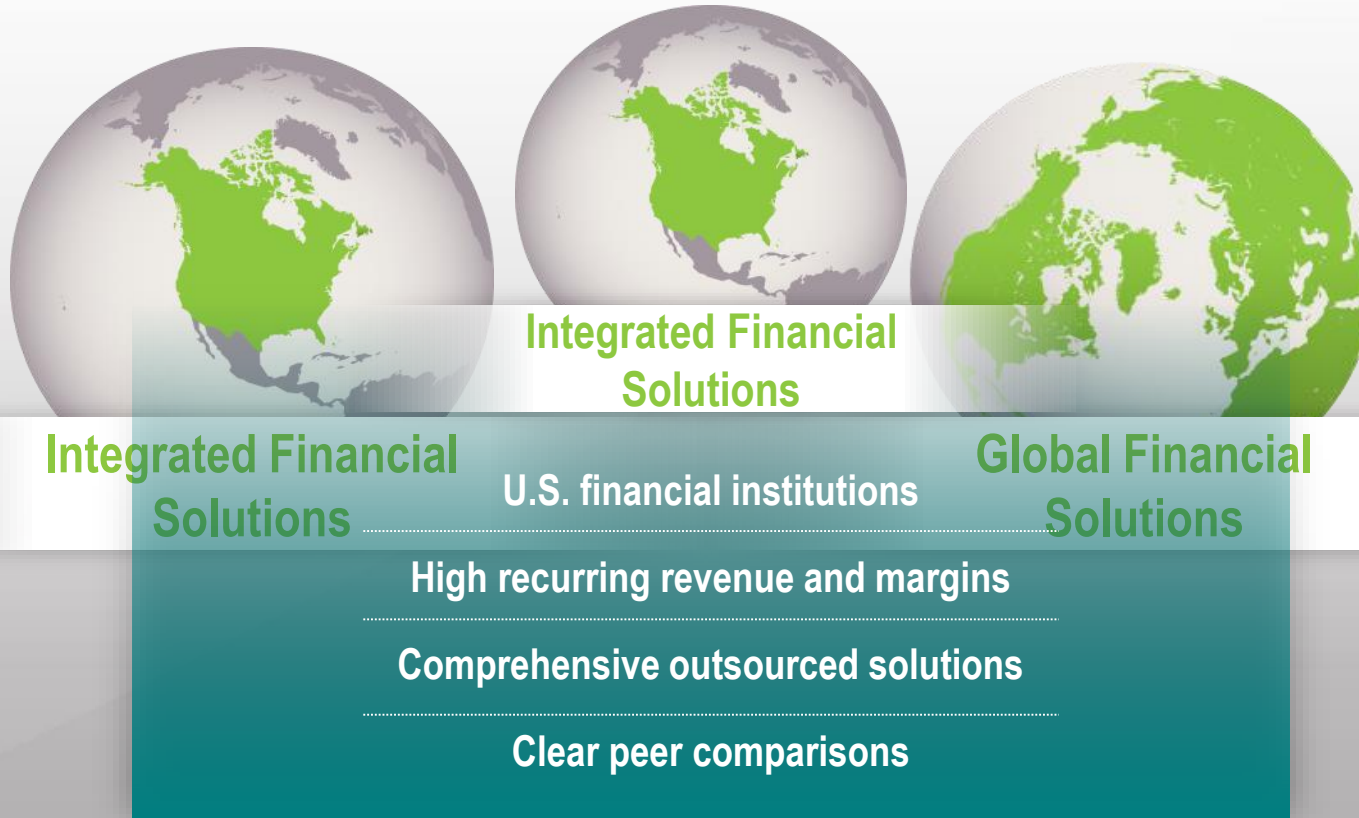 Integrated Financial
Solutions
Integrated Financial
Solutions
Global Financial
Solutions
U.S. financial institutions
High recurring revenue and margins
Comprehensive outsourced solutions
Clear peer comparisons